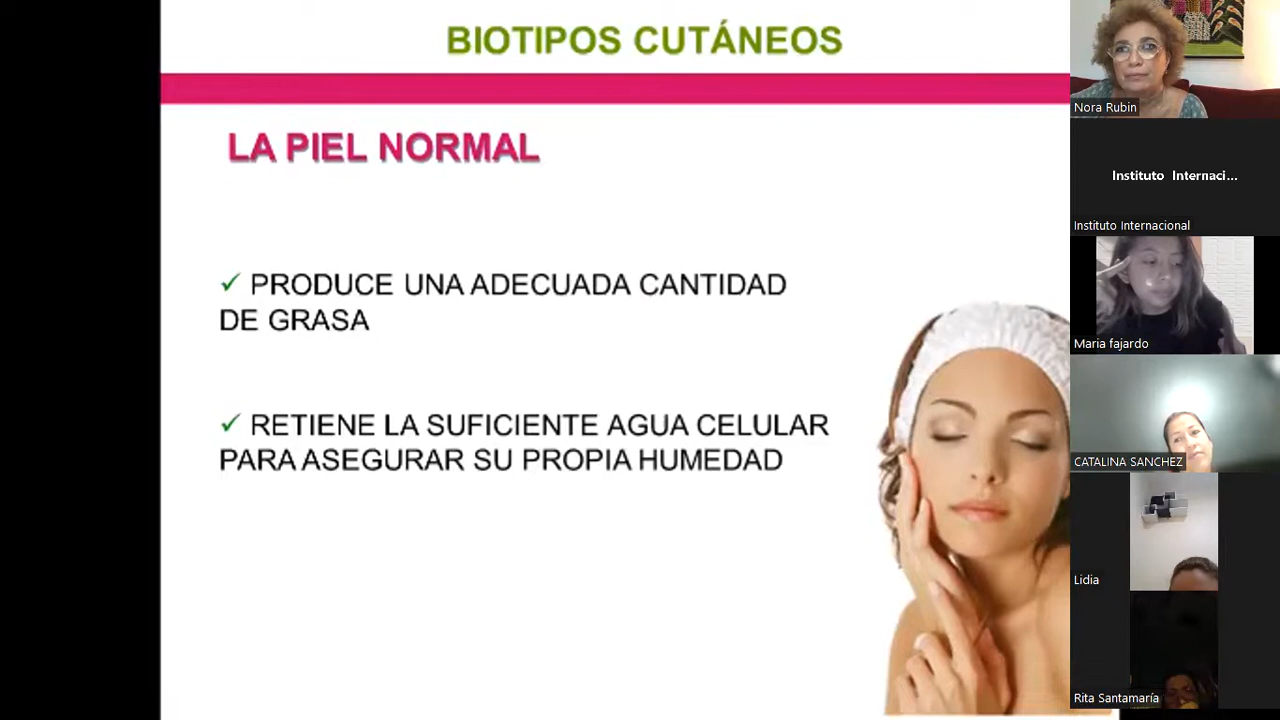 BIOTIPOS CUTÁNEOS
LA PIEL NORMAL
✓ PRODUCE UNA ADECUADA CANTIDAD
DE GRASA
✓ RETIENE LA SUFICIENTE AGUA CELULAR
PARA ASEGURAR SU PROPIA HUMEDAD
Nora Rubin
Instituto Internaci...
Instituto Internacional
Maria fajardo
CATALINA SANCHEZ
Lidia
Rita Santamaría